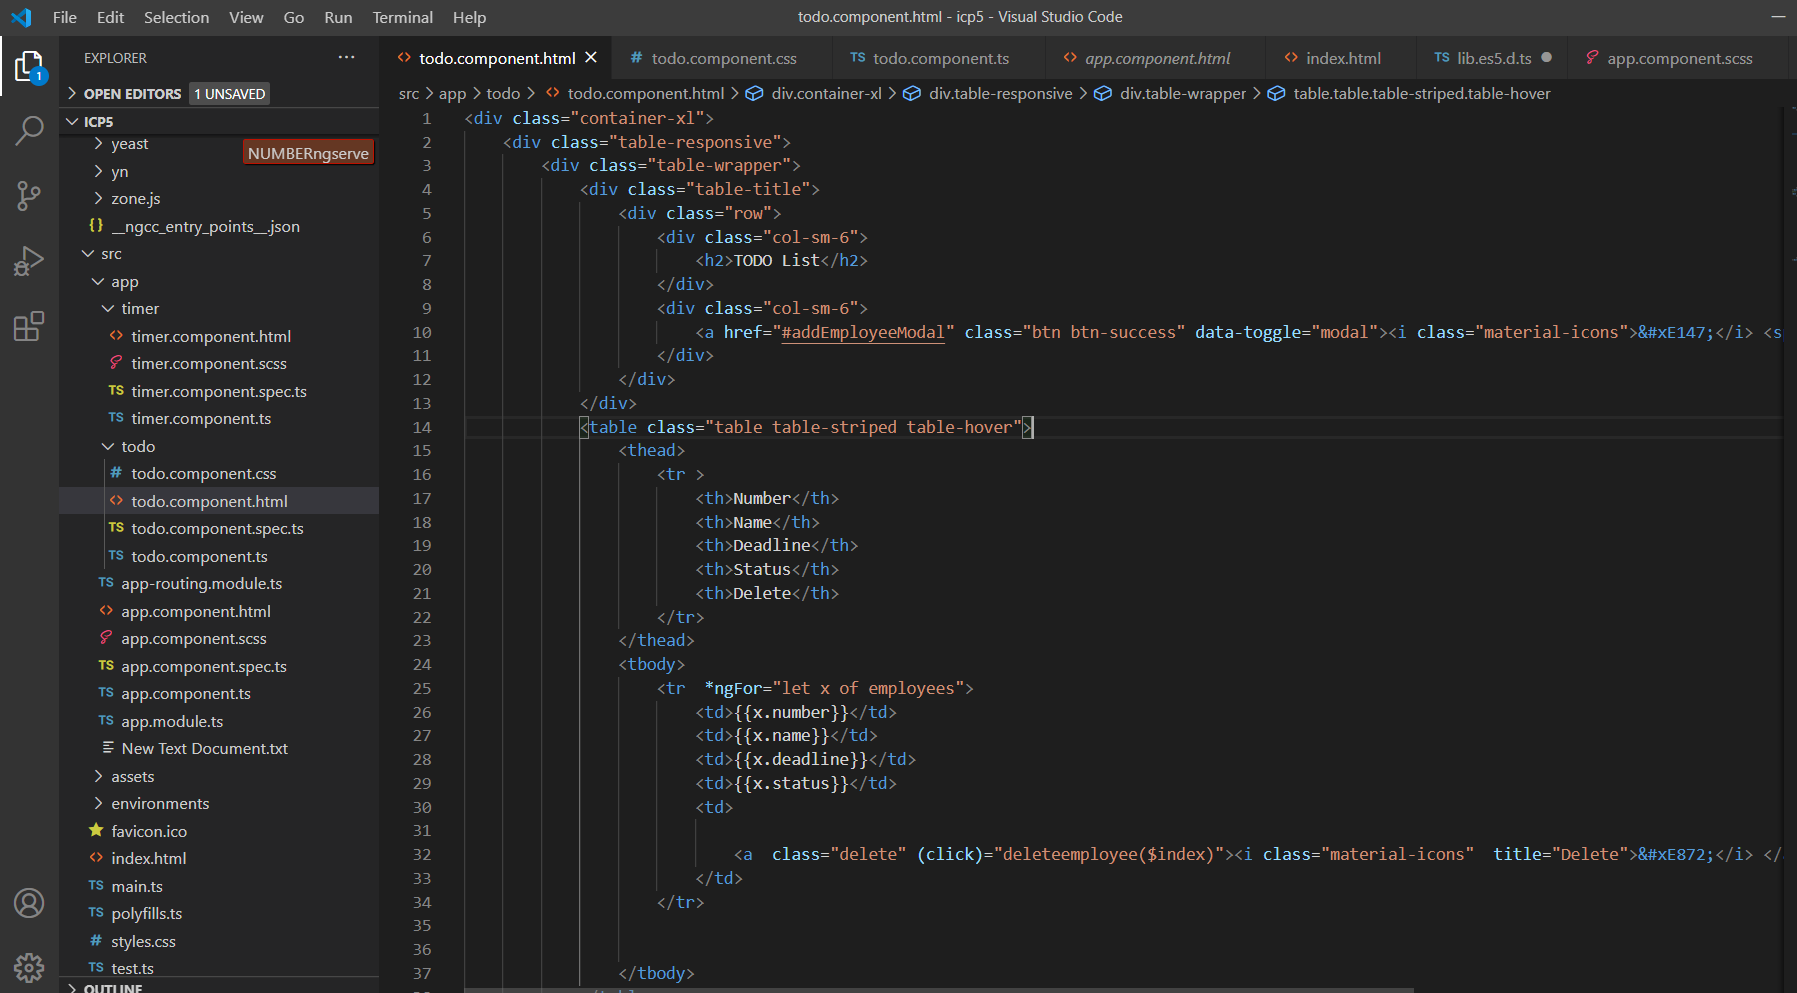 File Edit Selection View Go Run Terminal Help
todo.component.html - icp5 - Visual Studio Code
EXPLORER ···
OPEN EDITORS 1 UNSAVED
ICP5
yeast
NUMBERngserve
yn
zone.js
{} __ngcc_entry_points__.json
src
app
timer
<> timer.component.html
timer.component.scss
TS timer.component.spec.ts
TS timer.component.ts
todo
# todo.component.css
<> todo.component.html
TS todo.component.spec.ts
TS todo.component.ts
TS app-routing.module.ts
<> app.component.html
app.component.scss
TS app.component.spec.ts
TS app.component.ts
TS app.module.ts
New Text Document.txt
assets
environments
favicon.ico
<> index.html
TS main.ts
TS polyfills.ts
# styles.css
TS test.ts
OUTLINE
1
<> todo.component.html × # todo.component.css TS todo.component.ts <> app.component.html <> index.html TS lib.es5.d.ts ● app.component.scss
src > app > todo > <> todo.component.html > div.container-xl > div.table-responsive > div.table-wrapper > table.table.table-striped.table-hover
1 <div class="container-xl">
2 <div class="table-responsive">
3 <div class="table-wrapper">
4 <div class="table-title">
5 <div class="row">
6 <div class="col-sm-6">
7 <h2>TODO List</h2>
8 </div>
9 <div class="col-sm-6">
10 <a href="#addEmployeeModal" class="btn btn-success" data-toggle="modal"><i class="material-icons">&#xE147;</i> <s
11 </div>
12 </div>
13 </div>
14 <table class="table table-striped table-hover">
15 <thead>
16 <tr >
17 <th>Number</th>
18 <th>Name</th>
19 <th>Deadline</th>
20 <th>Status</th>
21 <th>Delete</th>
22 </tr>
23 </thead>
24 <tbody>
25 <tr  *ngFor="let x of employees">
26 <td>{{x.number}}</td>
27 <td>{{x.name}}</td>
28 <td>{{x.deadline}}</td>
29 <td>{{x.status}}</td>
30 <td>
31
32 <a  class="delete" (click)="deleteemployee($index)"><i class="material-icons"  title="Delete">&#xE872;</i> </
33 </td>
34 </tr>
35
36
37 </tbody>